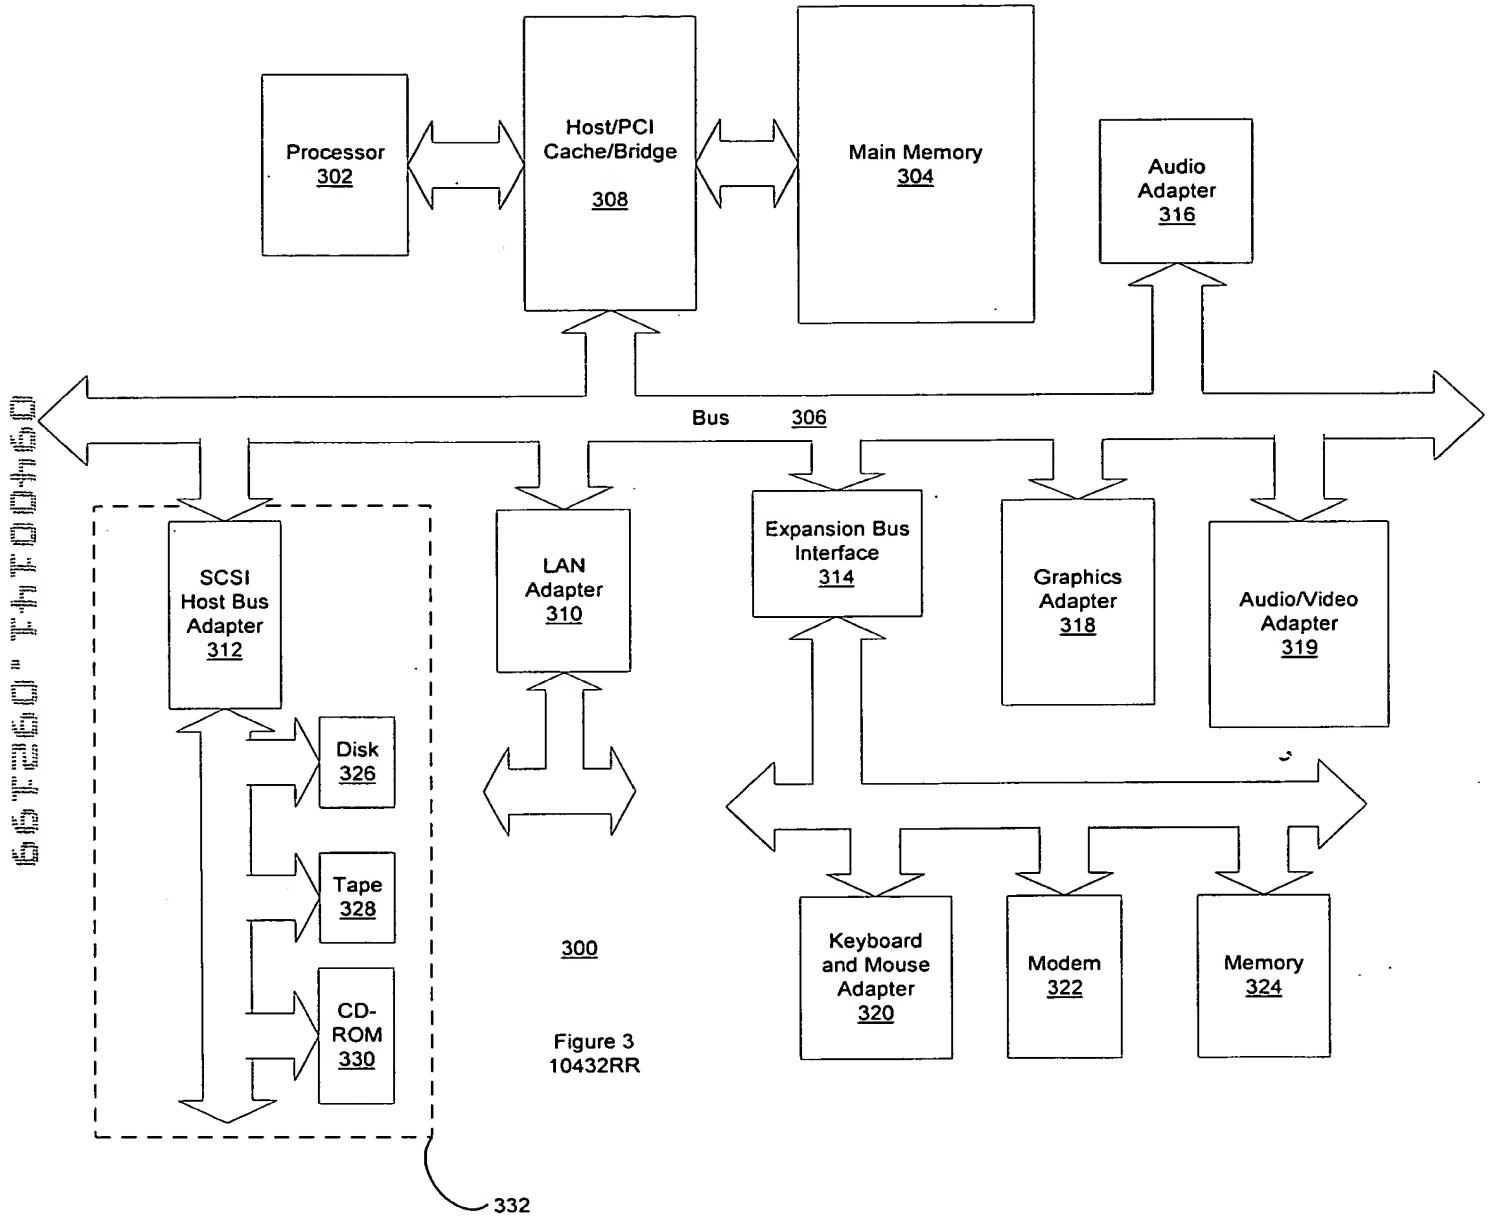 Processor
302
Host/PCI
Cache/Bridge
308
Main Memory
304
Audio
Adapter
316
Bus 306
SCSI
Host Bus
Adapter
312
LAN
Adapter
310
Expansion Bus
Interface
314
Graphics
Adapter
318
Audio/Video
Adapter
319
Disk
326
Tape
328
CD-
ROM
330
Keyboard
and Mouse
Adapter
320
Modem
322
Memory
324
300
Figure 3
10432RR
332